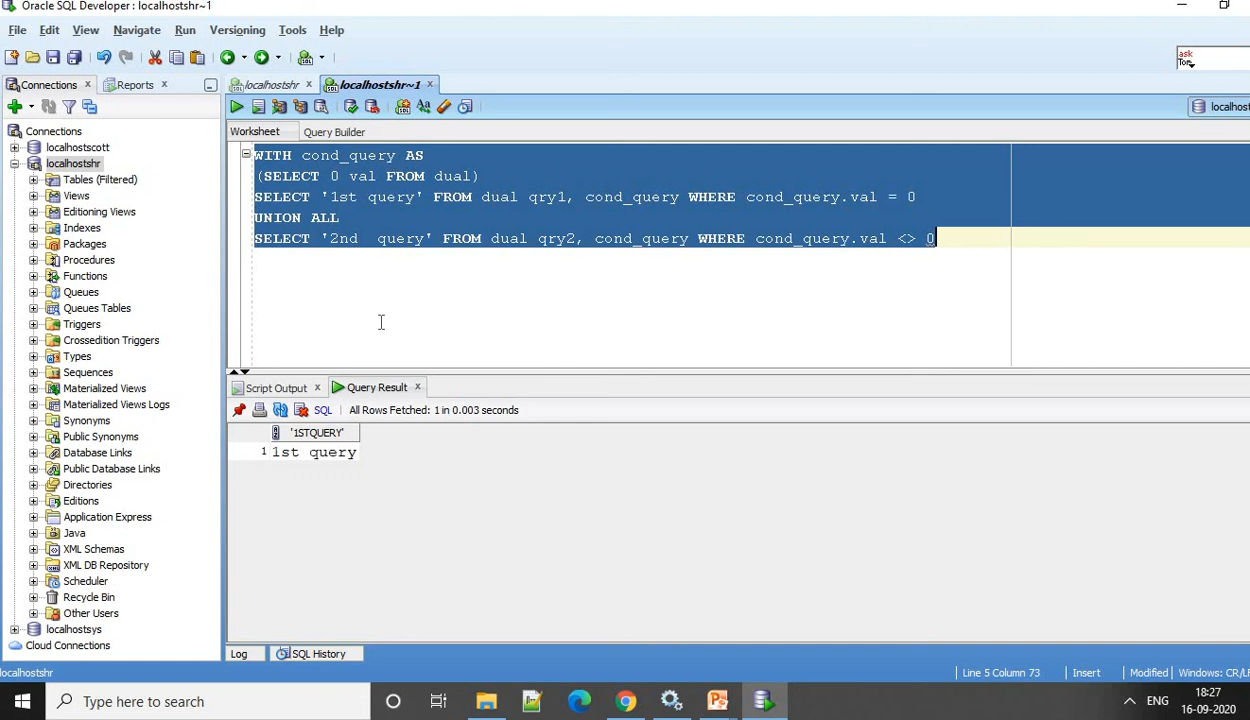 Oracle SQL Developer : localhostshr~1
File Edit View Navigate Run Versioning Tools Help
ask
Tom
Connections Reports localhostshr localhostshr~1
localhost
Worksheet Query Builder
Connections
localhostscott
localhostshr
Tables (Filtered)
Views
Editioning Views
Indexes
Packages
Procedures
Functions
Queues
Queues Tables
Triggers
Crossedition Triggers
Types
Sequences
Materialized Views
Materialized Views Logs
Synonyms
Public Synonyms
Database Links
Public Database Links
Directories
Editions
Application Express
Java
XML Schemas
XML DB Repository
Scheduler
Recycle Bin
Other Users
localhostsys
Cloud Connections
WITH cond_query AS
(SELECT 0 val FROM dual)
SELECT '1st query' FROM dual qry1, cond_query WHERE cond_query.val = 0
UNION ALL
SELECT '2nd  query' FROM dual qry2, cond_query WHERE cond_query.val <> 0
Script Output Query Result
SQL All Rows Fetched: 1 in 0.003 seconds
'1STQUERY'
1 1st query
Log SQL History
localhostshr Line 5 Column 73 Insert Modified Windows: CR/LF
Type here to search
ENG
18:27
16-09-2020